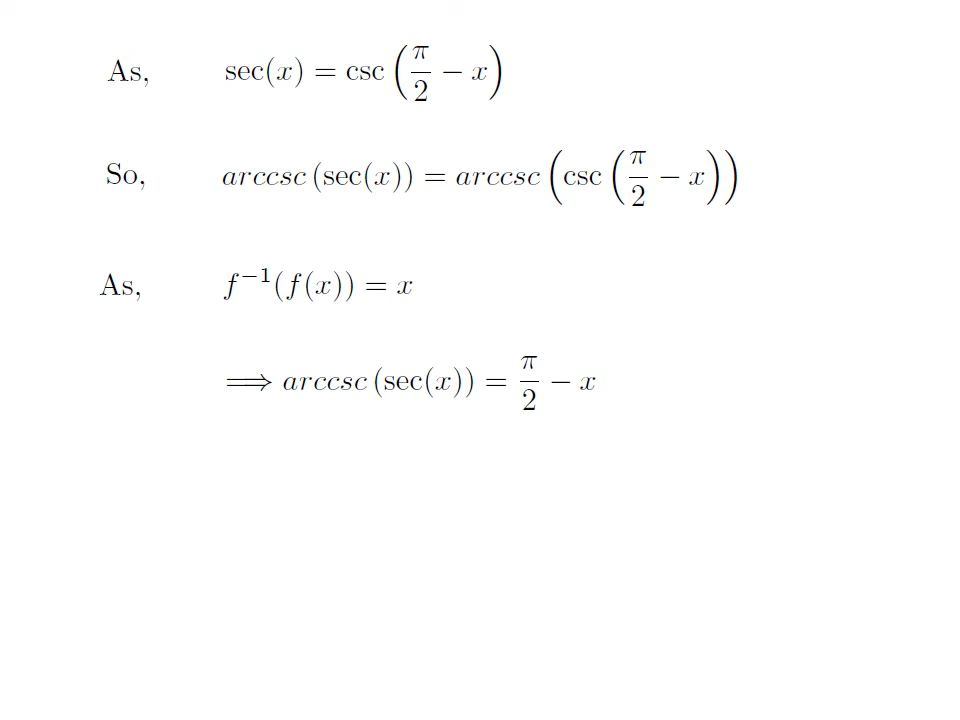 As, sec(x) = csc(π/2 − x)
So, arccsc (sec(x)) = arccsc (csc (π/2 − x))
As, f⁻¹(f(x)) = x
⟹ arccsc (sec(x)) = π/2 − x